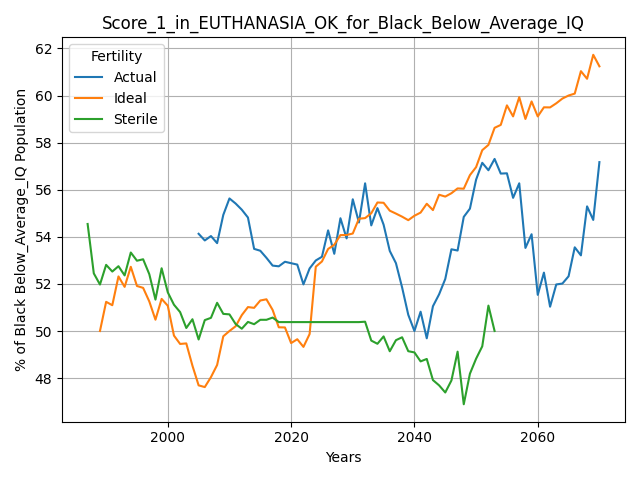 Score_1_in_EUTHANASIA_OK_for_Black_Below_Average_IQ
Fertility
Actual
Ideal
Sterile
% of Black Below_Average_IQ Population
62
60
58
56
54
52
50
48
2000
2020
2040
2060
Years